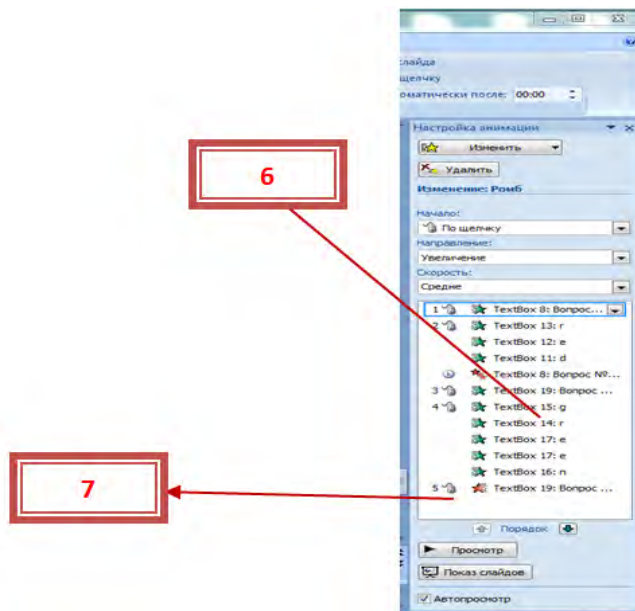 слайда
щелчку
оматически после: 00:00
Настройка анимации
Изменить
Удалить
Изменение: Ромб
Начало:
По щелчку
Направление:
Увеличение
Скорость:
Средне
1 TextBox 8: Вопрос...
2 TextBox 13: r
TextBox 12: e
TextBox 11: d
TextBox 8: Вопрос №...
3 TextBox 19: Вопрос ...
4 TextBox 15: g
TextBox 14: r
TextBox 17: e
TextBox 17: e
TextBox 16: n
5 TextBox 19: Вопрос ...
Порядок
Просмотр
Показ слайдов
Автопросмотр
6
7